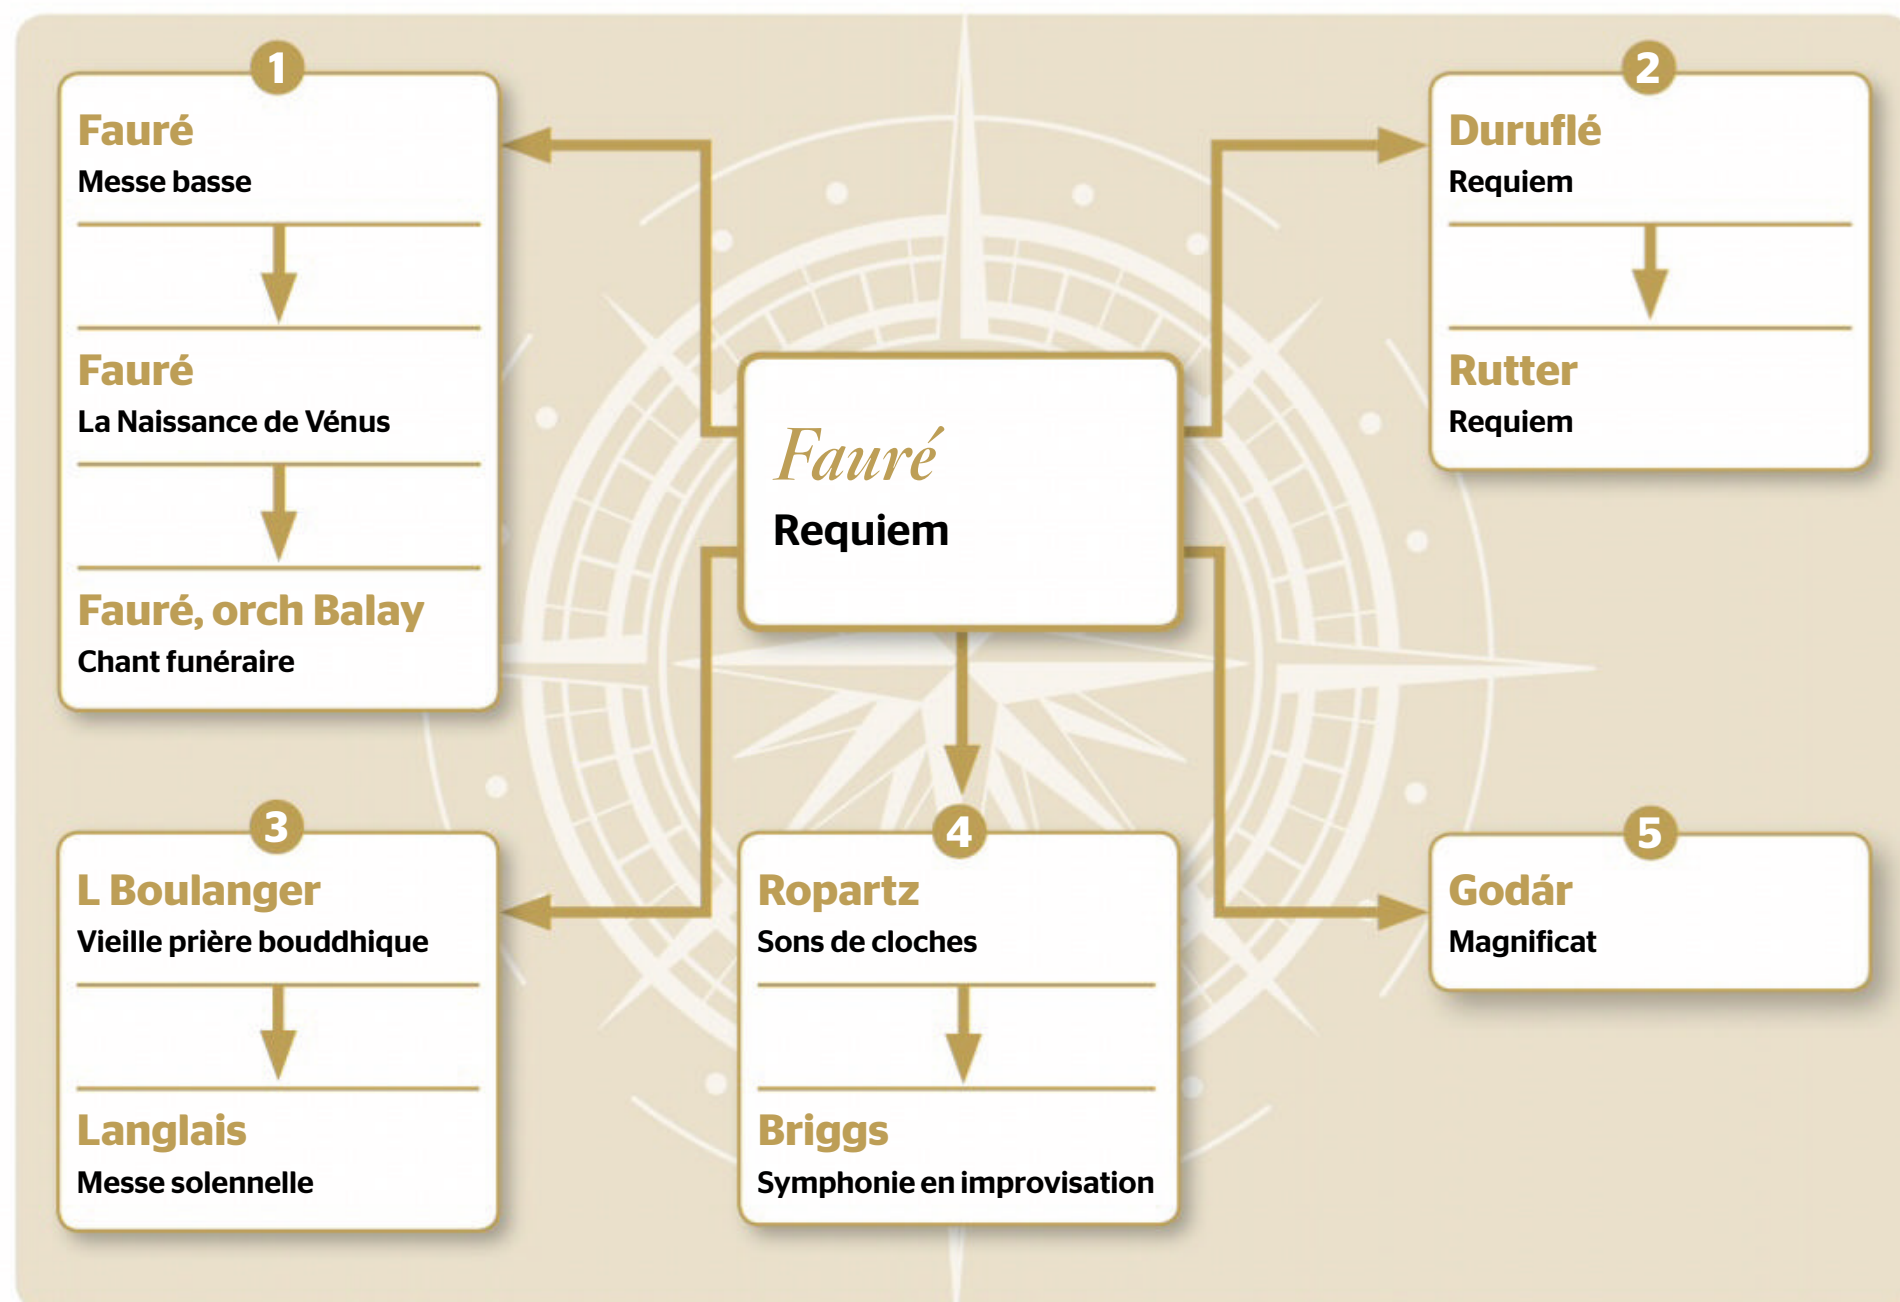 1
Fauré
Messe basse
Fauré
La Naissance de Vénus
Fauré, orch Balay
Chant funéraire
2
Duruflé
Requiem
Rutter
Requiem
Fauré
Requiem
3
L Boulanger
Vieille prière bouddhique
Langlais
Messe solennelle
4
Ropartz
Sons de cloches
Briggs
Symphonie en improvisation
5
Godár
Magnificat